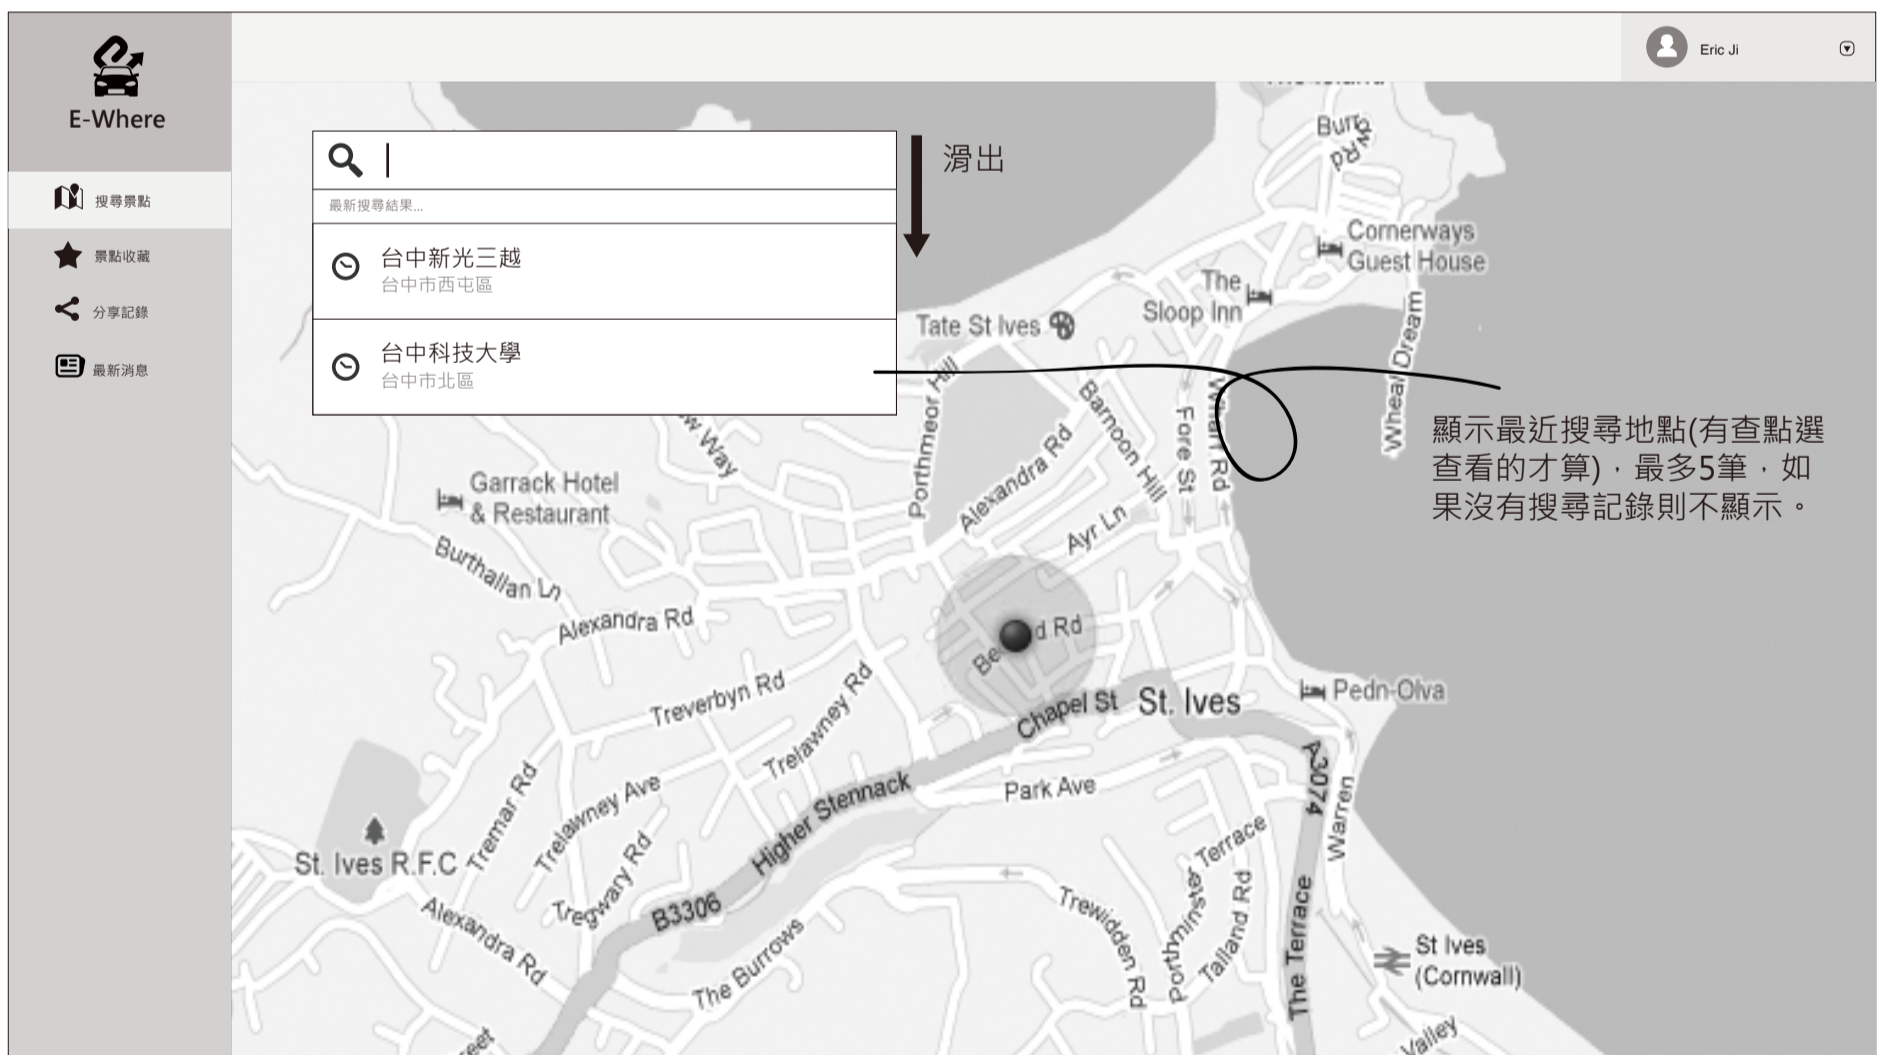 E-Where
Eric Ji
搜尋景點
景點收藏
分享記錄
最新消息
最新搜尋結果...
台中新光三越
台中市西屯區
台中科技大學
台中市北區
滑出
顯示最近搜尋地點(有查點選
查看的才算)，最多5筆，如
果沒有搜尋記錄則不顯示。
Burrow Rd
Cornerways
Guest House
The
Sloop Inn
Tate St Ives
Wheal Dream
Porthmeor Hill
Barnoon Hill
Fore St
Wharf Rd
Alexandra Rd
Ayr Ln
Garrack Hotel
& Restaurant
Burthallan Ln
Alexandra Rd
d Rd
Chapel St
St. Ives
Pedn-Olva
Treverbyn Rd
Trelawney Rd
Higher Stennack
Park Ave
A3074
Warren
Tremar Rd
Trelawney Ave
Tregwary Rd
St. Ives R.F.C
Alexandra Rd
B3306
The Burrows
Trewidden Rd
Porthminster Terrace
Talland Rd
The Terrace
St Ives
(Cornwall)
Valley